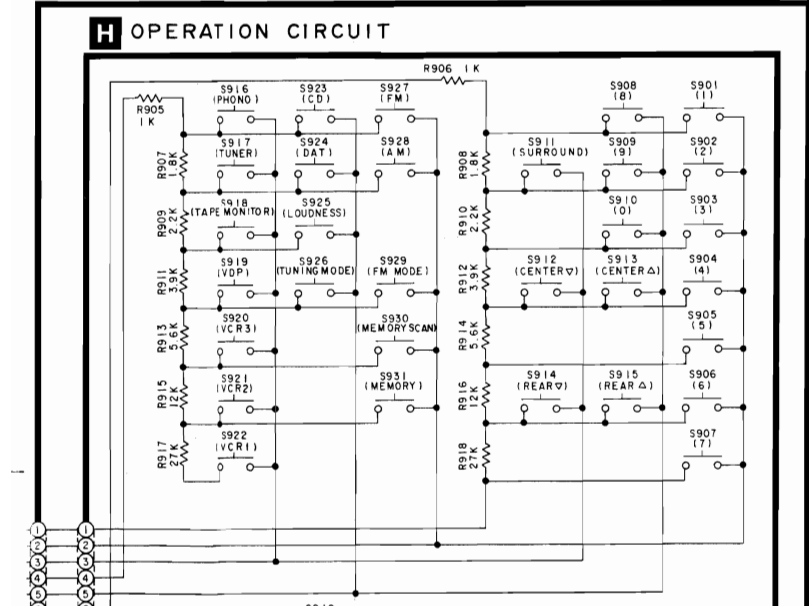 H OPERATION CIRCUIT
R906 1K
R905
1K
S916
(PHONO)
S923
(CD)
S927
(FM)
S908
(8)
S901
(1)
R907
1.8K
S917
(TUNER)
S924
(DAT)
S928
(AM)
R908
1.8K
S911
(SURROUND)
S909
(9)
S902
(2)
R909
2.2K
S918
(TAPE MONITOR)
S925
(LOUDNESS)
R910
2.2K
S910
(0)
S903
(3)
R911
3.9K
S919
(VDP)
S926
(TUNING MODE)
S929
(FM MODE)
R912
3.9K
S912
(CENTER▽)
S913
(CENTER△)
S904
(4)
R913
5.6K
S920
(VCR3)
S930
(MEMORY SCAN)
R914
5.6K
S905
(5)
R915
12K
S921
(VCR2)
S931
(MEMORY)
R916
12K
S914
(REAR▽)
S915
(REAR△)
S906
(6)
R917
27K
S922
(VCR1)
R918
27K
S907
(7)
1 1
2 2
3 3
4 4
5 5